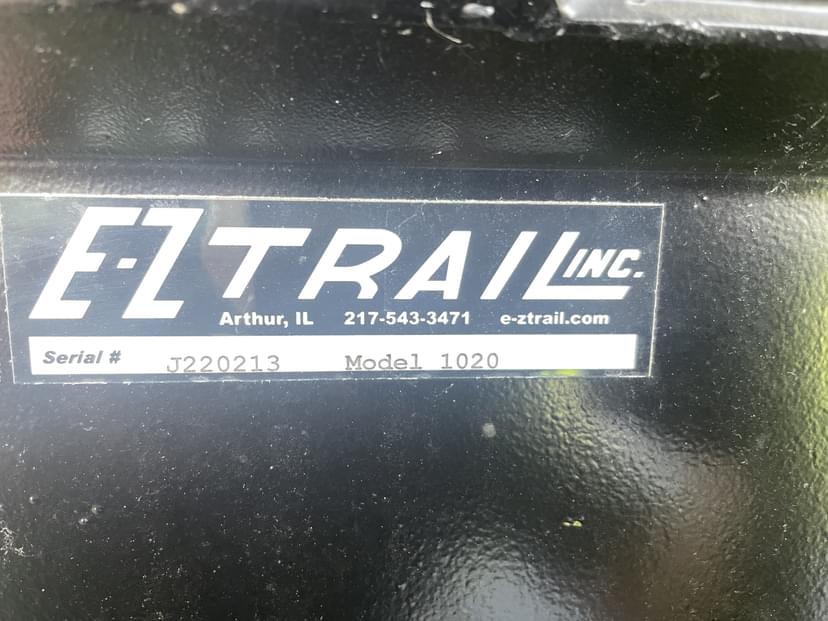 E-Z TRAIL INC.
Arthur, IL 217-543-3471 e-ztrail.com
Serial # J220213 Model 1020